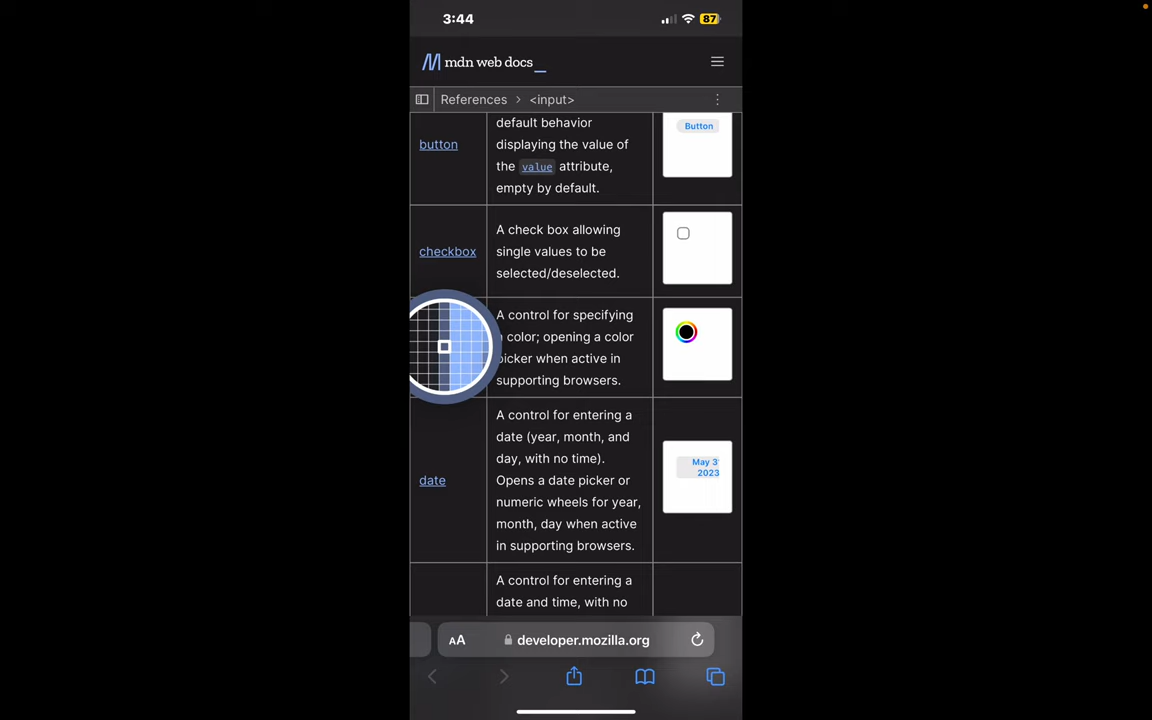 3:44
87
mdn web docs_
References > <input>
default behavior
displaying the value of
the value attribute,
empty by default.
button
Button
A check box allowing
single values to be
selected/deselected.
checkbox
A control for specifying
color; opening a color
picker when active in
supporting browsers.
A control for entering a
date (year, month, and
day, with no time).
Opens a date picker or
numeric wheels for year,
month, day when active
in supporting browsers.
date
May 3
2023
A control for entering a
date and time, with no
AA
developer.mozilla.org